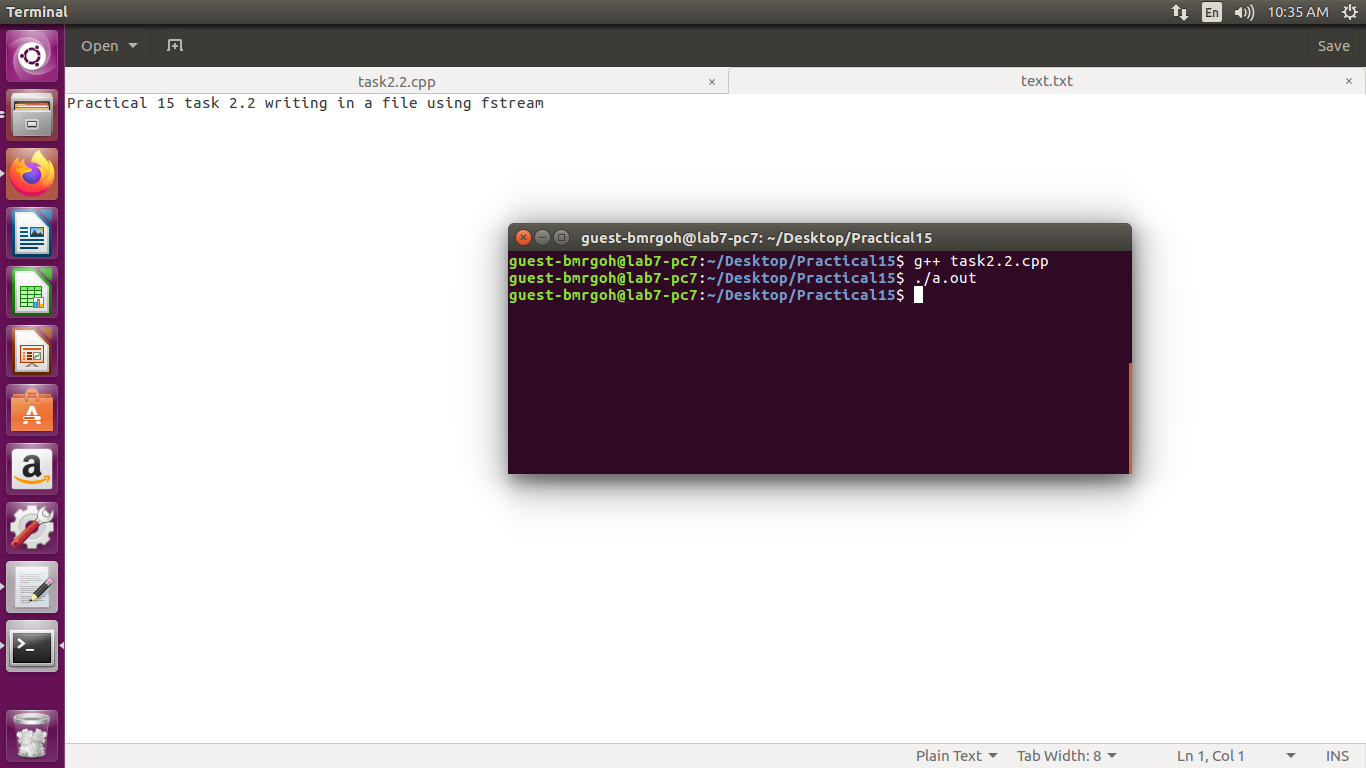 Terminal
En
10:35 AM
Open
Save
task2.2.cpp
text.txt
Practical 15 task 2.2 writing in a file using fstream
guest-bmrgoh@lab7-pc7: ~/Desktop/Practical15
guest-bmrgoh@lab7-pc7:~/Desktop/Practical15$ g++ task2.2.cpp
guest-bmrgoh@lab7-pc7:~/Desktop/Practical15$ ./a.out
guest-bmrgoh@lab7-pc7:~/Desktop/Practical15$
Plain Text
Tab Width: 8
Ln 1, Col 1
INS